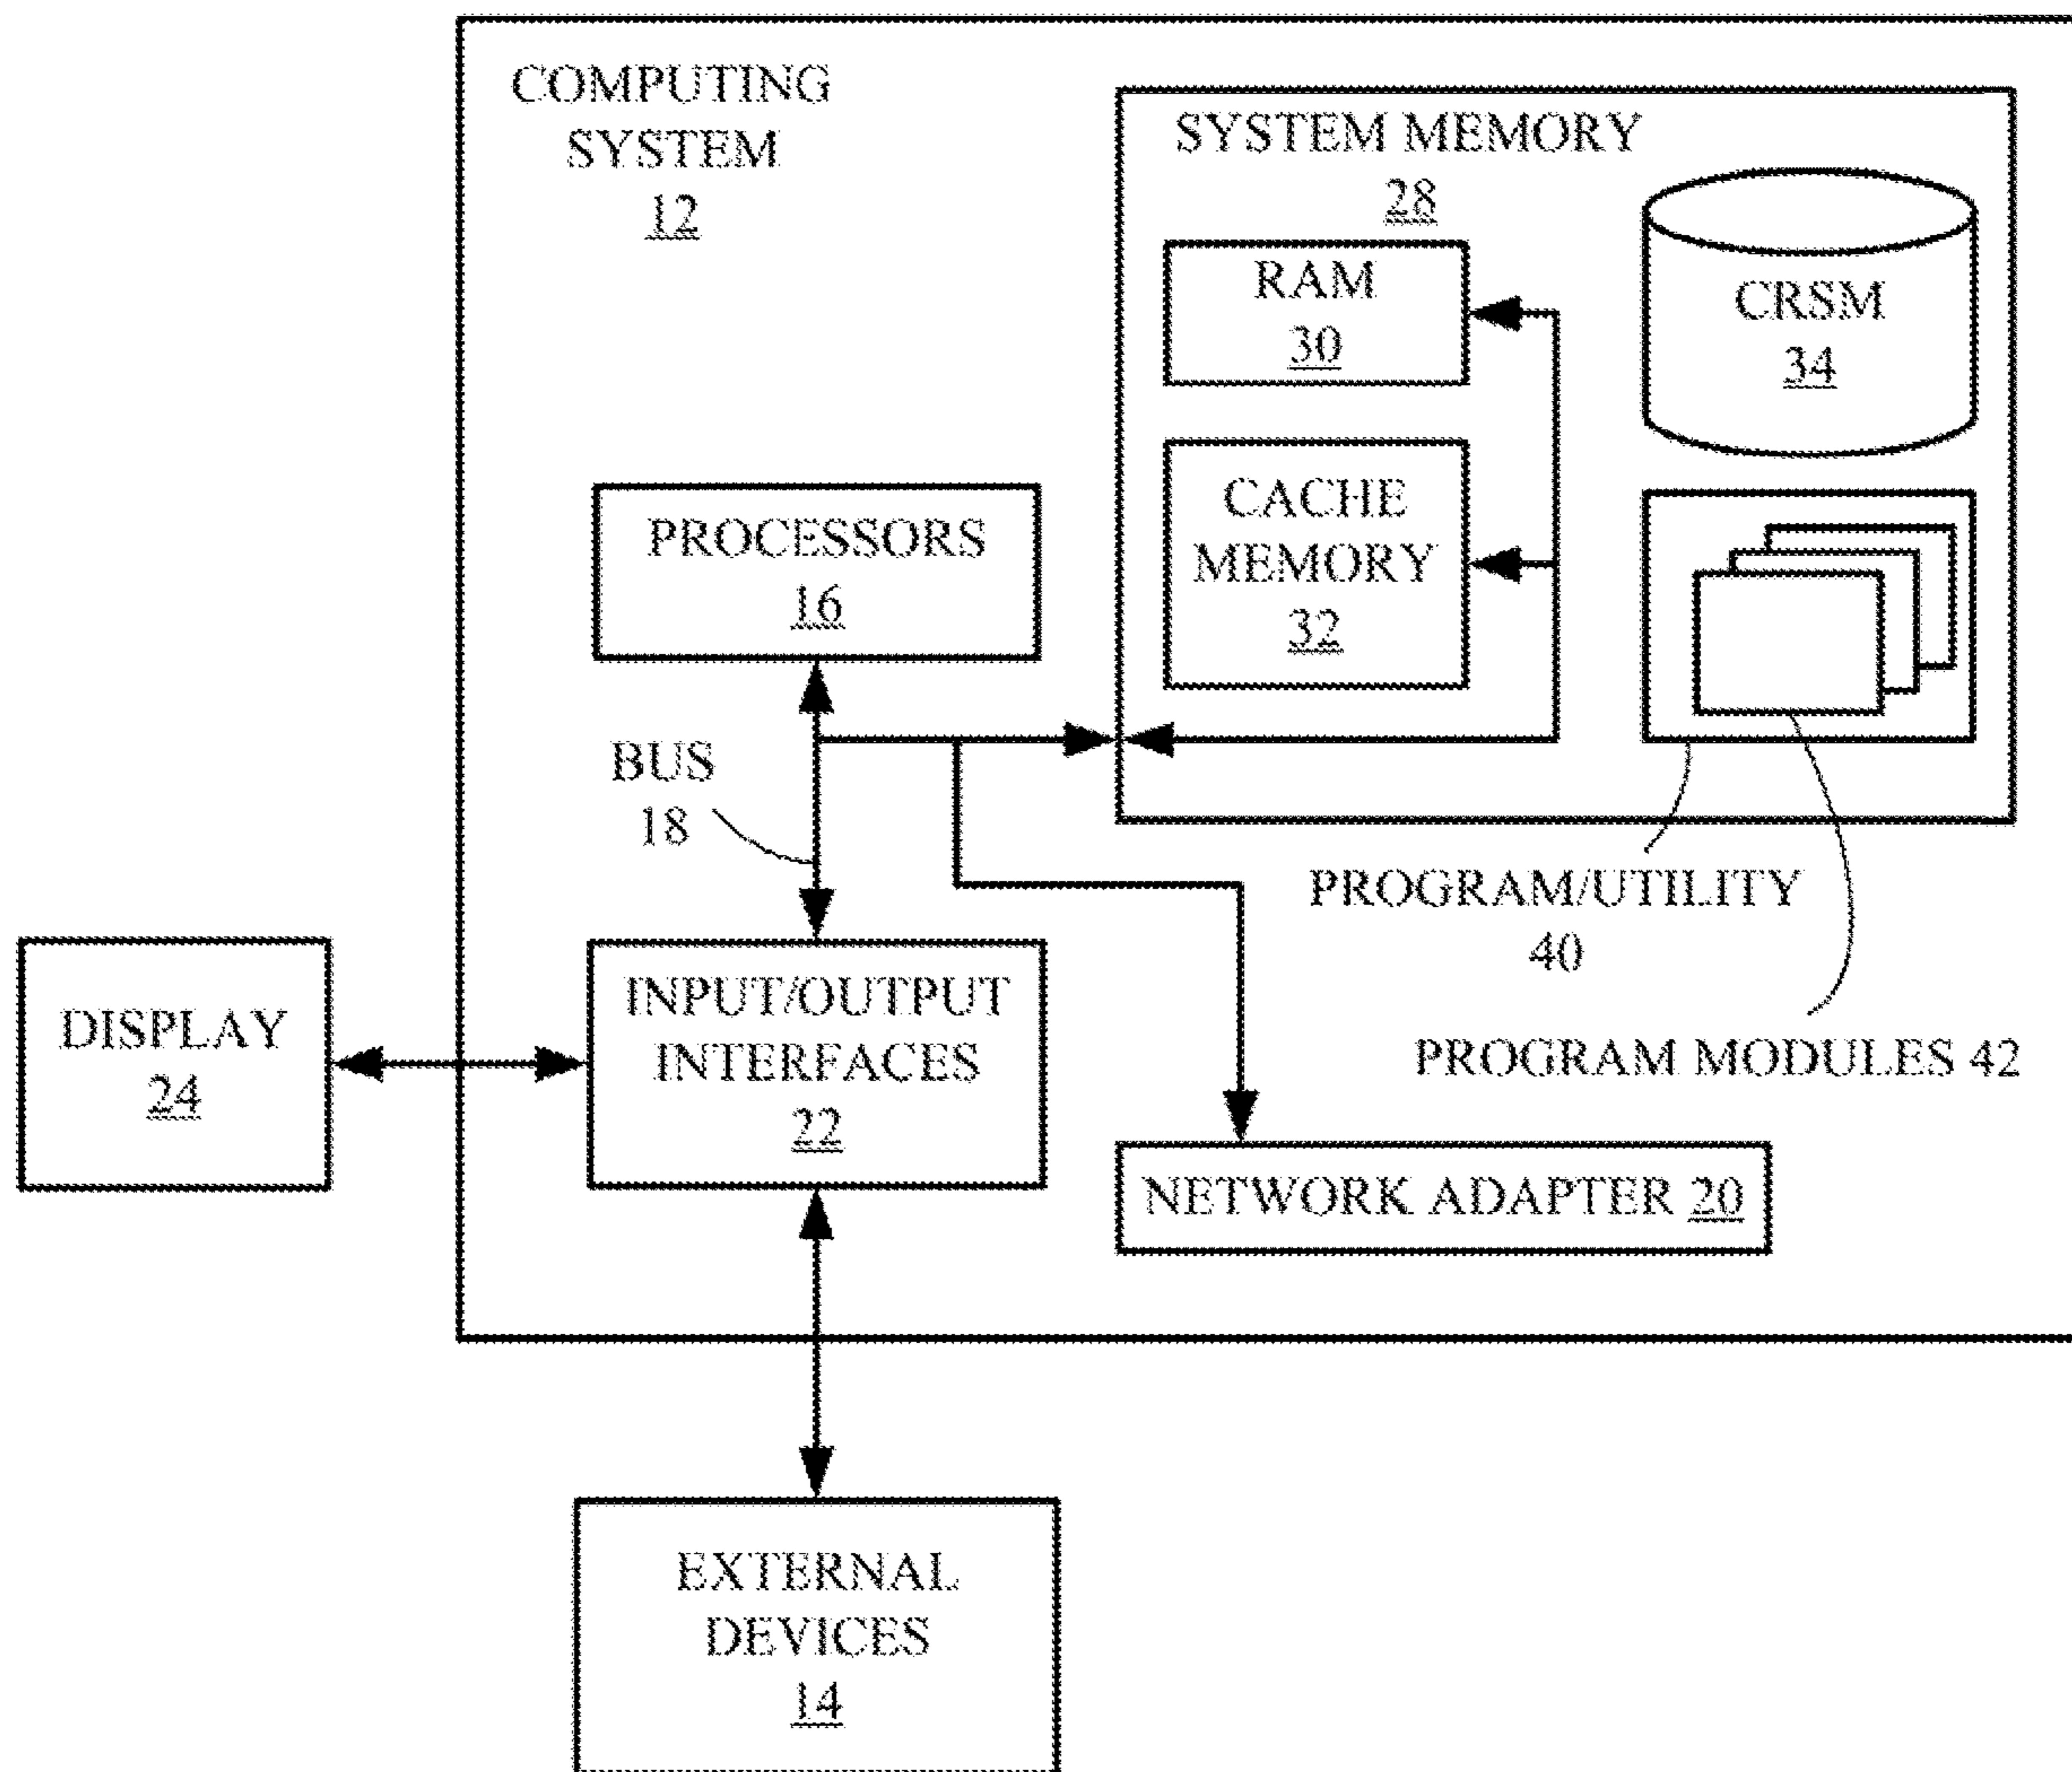 COMPUTING
SYSTEM
12
SYSTEM MEMORY
28
RAM
30
CRSM
34
CACHE
MEMORY
32
PROCESSORS
16
BUS
18
PROGRAM/UTILITY
40
PROGRAM MODULES 42
DISPLAY
24
INPUT/OUTPUT
INTERFACES
22
NETWORK ADAPTER 20
EXTERNAL
DEVICES
14